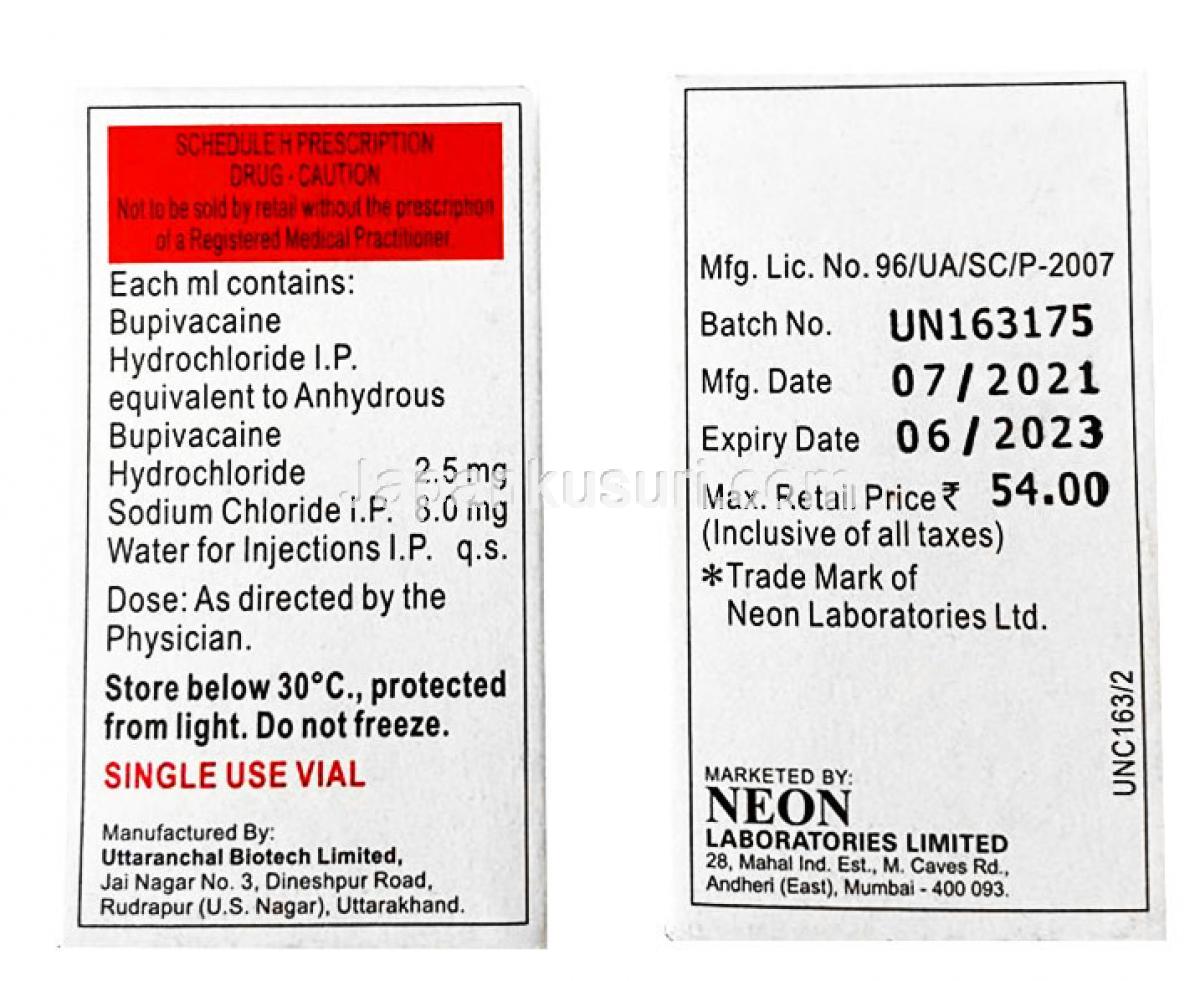 SCHEDULE H PRESCRIPTION
DRUG - CAUTION
Not to be sold by retail without the prescription
of a Registered Medical Practitioner.
Each ml contains:
Bupivacaine
Hydrochloride I.P.
equivalent to Anhydrous
Bupivacaine
Hydrochloride 2.5 mg
Sodium Chloride I.P. 8.0 mg
Water for Injections I.P. q.s.
Dose: As directed by the
Physician.
Store below 30°C., protected
from light. Do not freeze.
SINGLE USE VIAL
Manufactured By:
Uttaranchal Biotech Limited,
Jai Nagar No. 3, Dineshpur Road,
Rudrapur (U.S. Nagar), Uttarakhand.
Mfg. Lic. No. 96/UA/SC/P-2007
Batch No. UN163175
Mfg. Date 07/2021
Expiry Date 06/2023
Max. Retail Price ₹ 54.00
(Inclusive of all taxes)
*Trade Mark of
Neon Laboratories Ltd.
UNC163/2
MARKETED BY:
NEON
LABORATORIES LIMITED
28, Mahal Ind. Est., M. Caves Rd.,
Andheri (East), Mumbai - 400 093.
Japankusuri.com